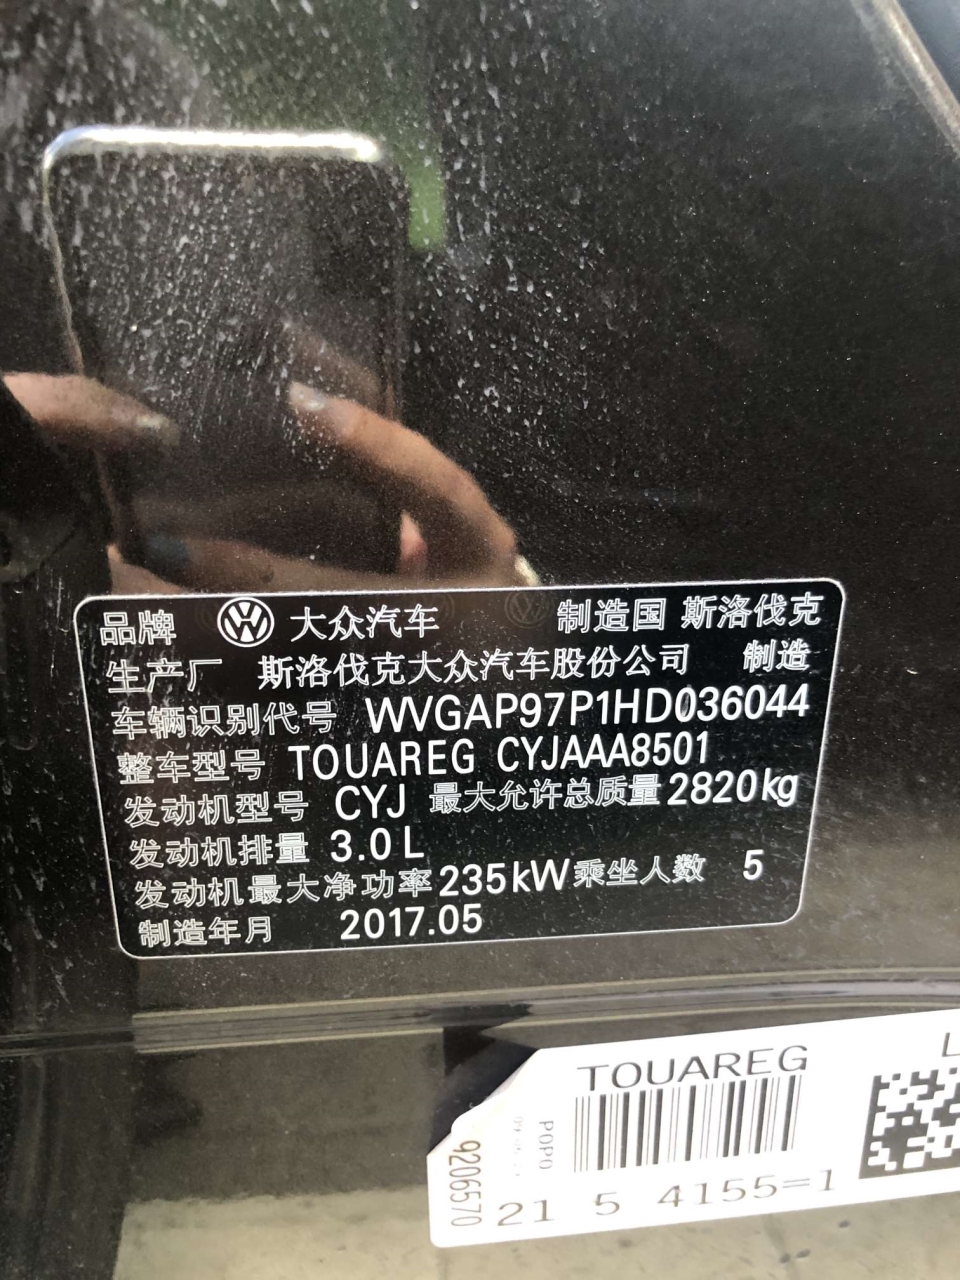 品牌 大众汽车 制造国 斯洛伐克
生产厂 斯洛伐克大众汽车股份公司 制造
车辆识别代号 WVGAP97P1HD036044
整车型号 TOUAREG CYJAAA8501
发动机型号 CYJ 最大允许总质量 2820kg
发动机排量 3.0 L
发动机最大净功率 235kW 乘坐人数 5
制造年月 2017.05
TOUAREG
L
POPO
9206570
21 5 4155=1